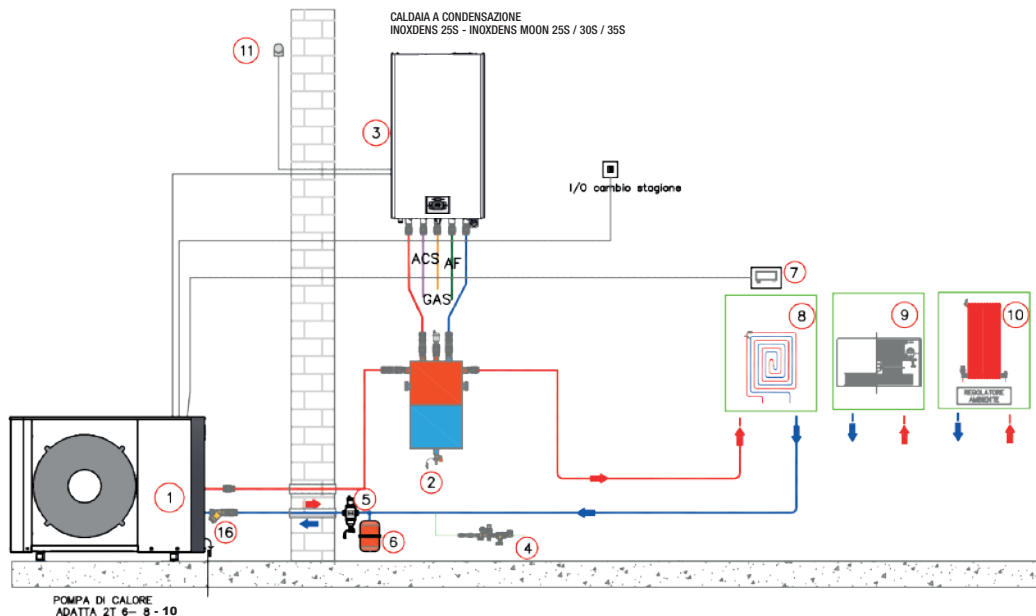 CALDAIA A CONDENSAZIONE
INOXDENS 25S - INOXDENS MOON 25S / 30S / 35S
11
3
I/O cambio stagione
ACS
AF
GAS
7
8
9
10
REGOLATORE
AMBIENTE
1
2
5
16
6
4
POMPA DI CALORE
ADATTA 2T 6- 8 - 10